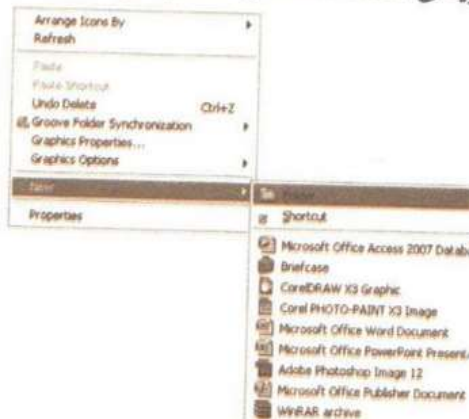 Arrange Icons By
Refresh
Paste
Paste Shortcut
Undo Delete Ctrl+Z
Groove Folder Synchronization
Graphics Properties...
Graphics Options
New
Properties
Folder
Shortcut
Microsoft Office Access 2007 Databa
Briefcase
CorelDRAW X3 Graphic
Corel PHOTO-PAINT X3 Image
Microsoft Office Word Document
Microsoft Office PowerPoint Present
Adobe Photoshop Image 12
Microsoft Office Publisher Document
WinRAR archive